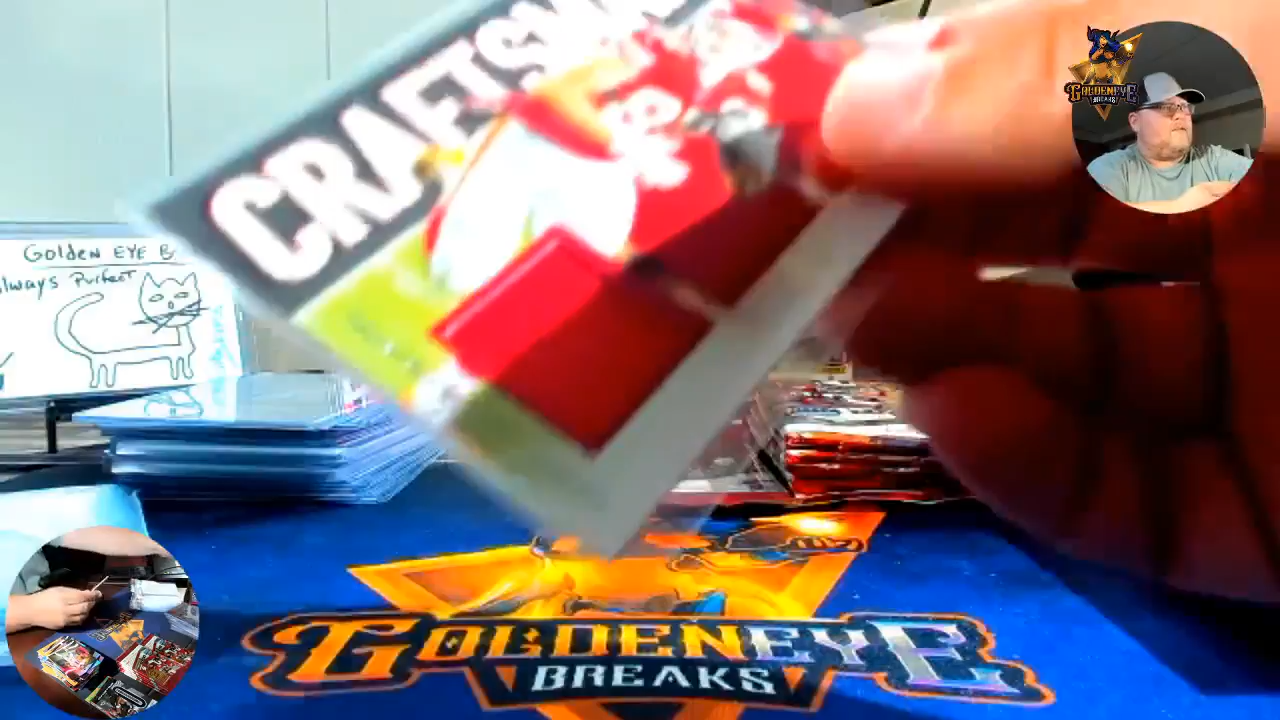 CRAFTSM
GOLDENEYE
BREAKS
Golden EYE B
lways Purfect
GOLDENEYE
BREAKS